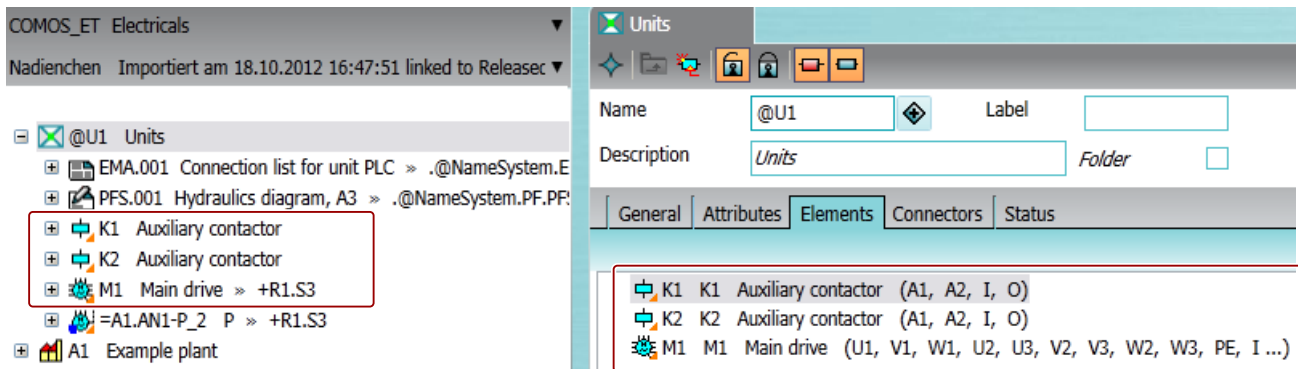 COMOS_ET Electricals
Nadienchen Importiert am 18.10.2012 16:47:51 linked to Releasec
@U1 Units
EMA.001 Connection list for unit PLC » .@NameSystem.E
PFS.001 Hydraulics diagram, A3 » .@NameSystem.PF.PF
K1 Auxiliary contactor
K2 Auxiliary contactor
M1 Main drive » +R1.S3
=A1.AN1-P_2 P » +R1.S3
A1 Example plant
Units
Name @U1 Label
Description Units Folder
General Attributes Elements Connectors Status
K1 K1 Auxiliary contactor (A1, A2, I, O)
K2 K2 Auxiliary contactor (A1, A2, I, O)
M1 M1 Main drive (U1, V1, W1, U2, U3, V2, V3, W2, W3, PE, I ...)